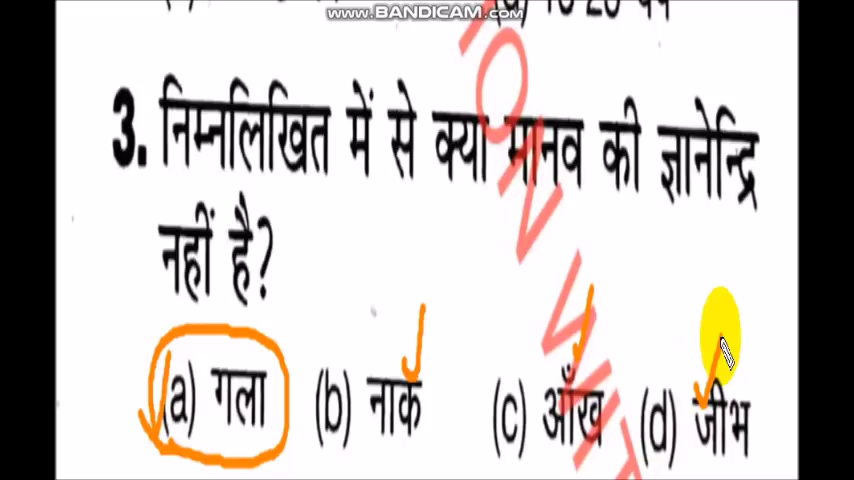 www.BANDICAM.com
3. निम्नलिखित में से क्या मानव की ज्ञानेन्द्रि
नहीं है?
(a) गला (b) नाक (c) आँख (d) जीभ